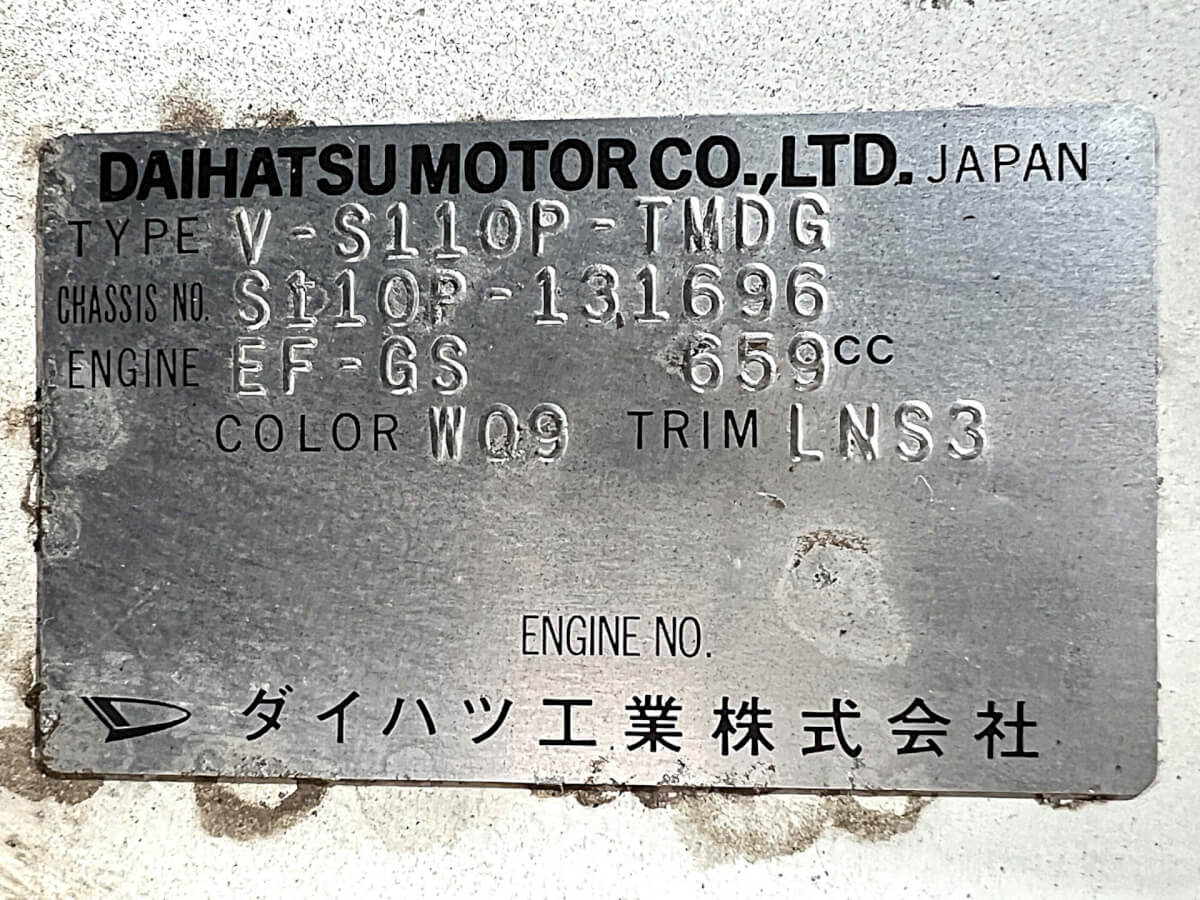 DAIHATSU MOTOR CO.,LTD. JAPAN
TYPE V-S110P-TMDG
CHASSIS NO. S110P-131696
ENGINE EF-GS 659CC
COLOR W09 TRIM LNS3
ENGINE NO.
ダイハツ工業株式会社